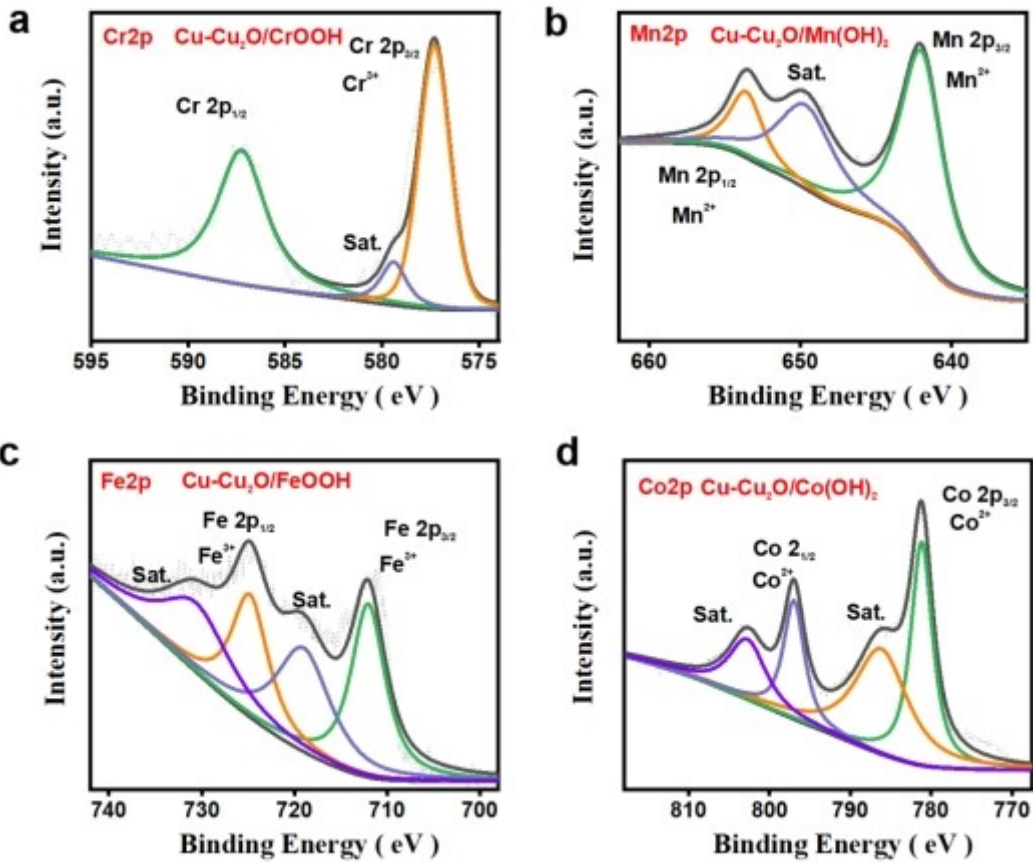 a
Cr2p Cu-Cu₂O/CrOOH
Cr 2p₃/₂
Cr³⁺
Cr 2p₁/₂
Sat.
Intensity (a.u.)
595 590 585 578 574
Binding Energy ( eV )
b
Mn2p Cu-Cu₂O/Mn(OH)₂
Mn 2p₃/₂
Mn²⁺
Sat.
Mn 2p₁/₂
Mn²⁺
Intensity (a.u.)
660 650 640
Binding Energy ( eV )
c
Fe2p Cu-Cu₂O/FeOOH
Fe 2p₁/₂
Fe³⁺
Fe 2p₃/₂
Fe³⁺
Sat.
Sat.
Intensity (a.u.)
740 730 720 710 700
Binding Energy ( eV )
d
Co2p Cu-Cu₂O/Co(OH)₂
Co 2p₃/₂
Co²⁺
Co 2₁/₂
Co²⁺
Sat.
Sat.
Intensity (a.u.)
810 800 790 780 770
Binding Energy ( eV )